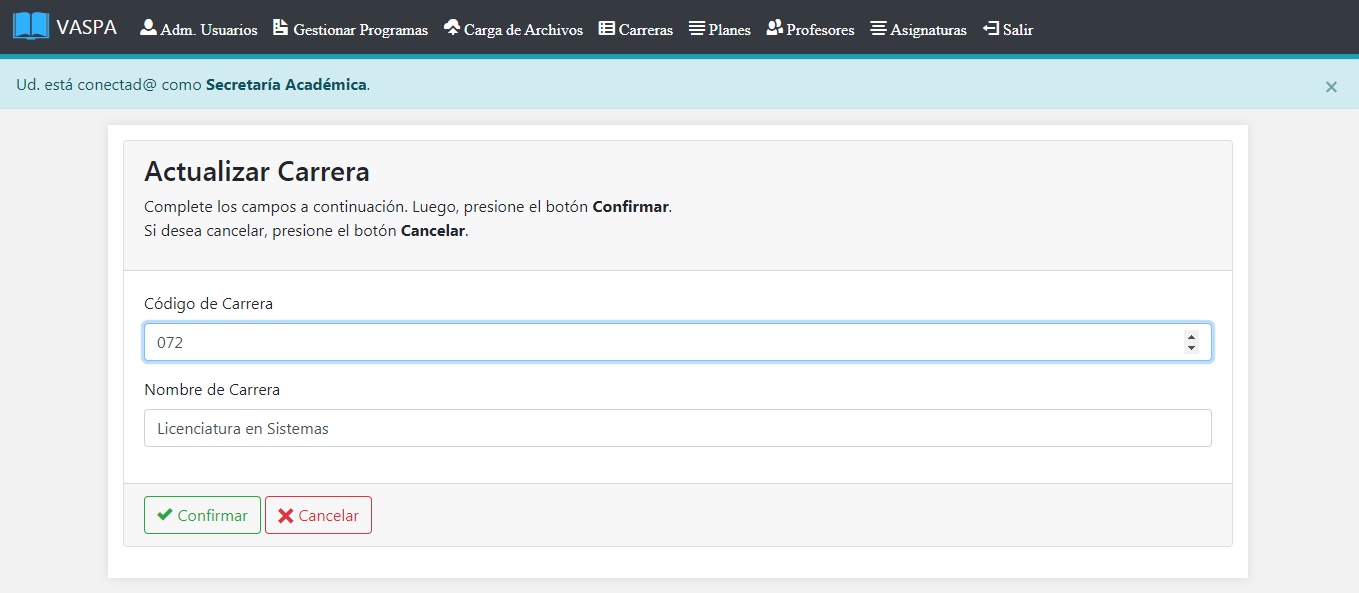 VASPA Adm. Usuarios Gestionar Programas Carga de Archivos Carreras Planes Profesores Asignaturas Salir
Ud. está conectad@ como Secretaría Académica.
Actualizar Carrera
Complete los campos a continuación. Luego, presione el botón Confirmar.
Si desea cancelar, presione el botón Cancelar.
Código de Carrera
072
Nombre de Carrera
Licenciatura en Sistemas
Confirmar Cancelar